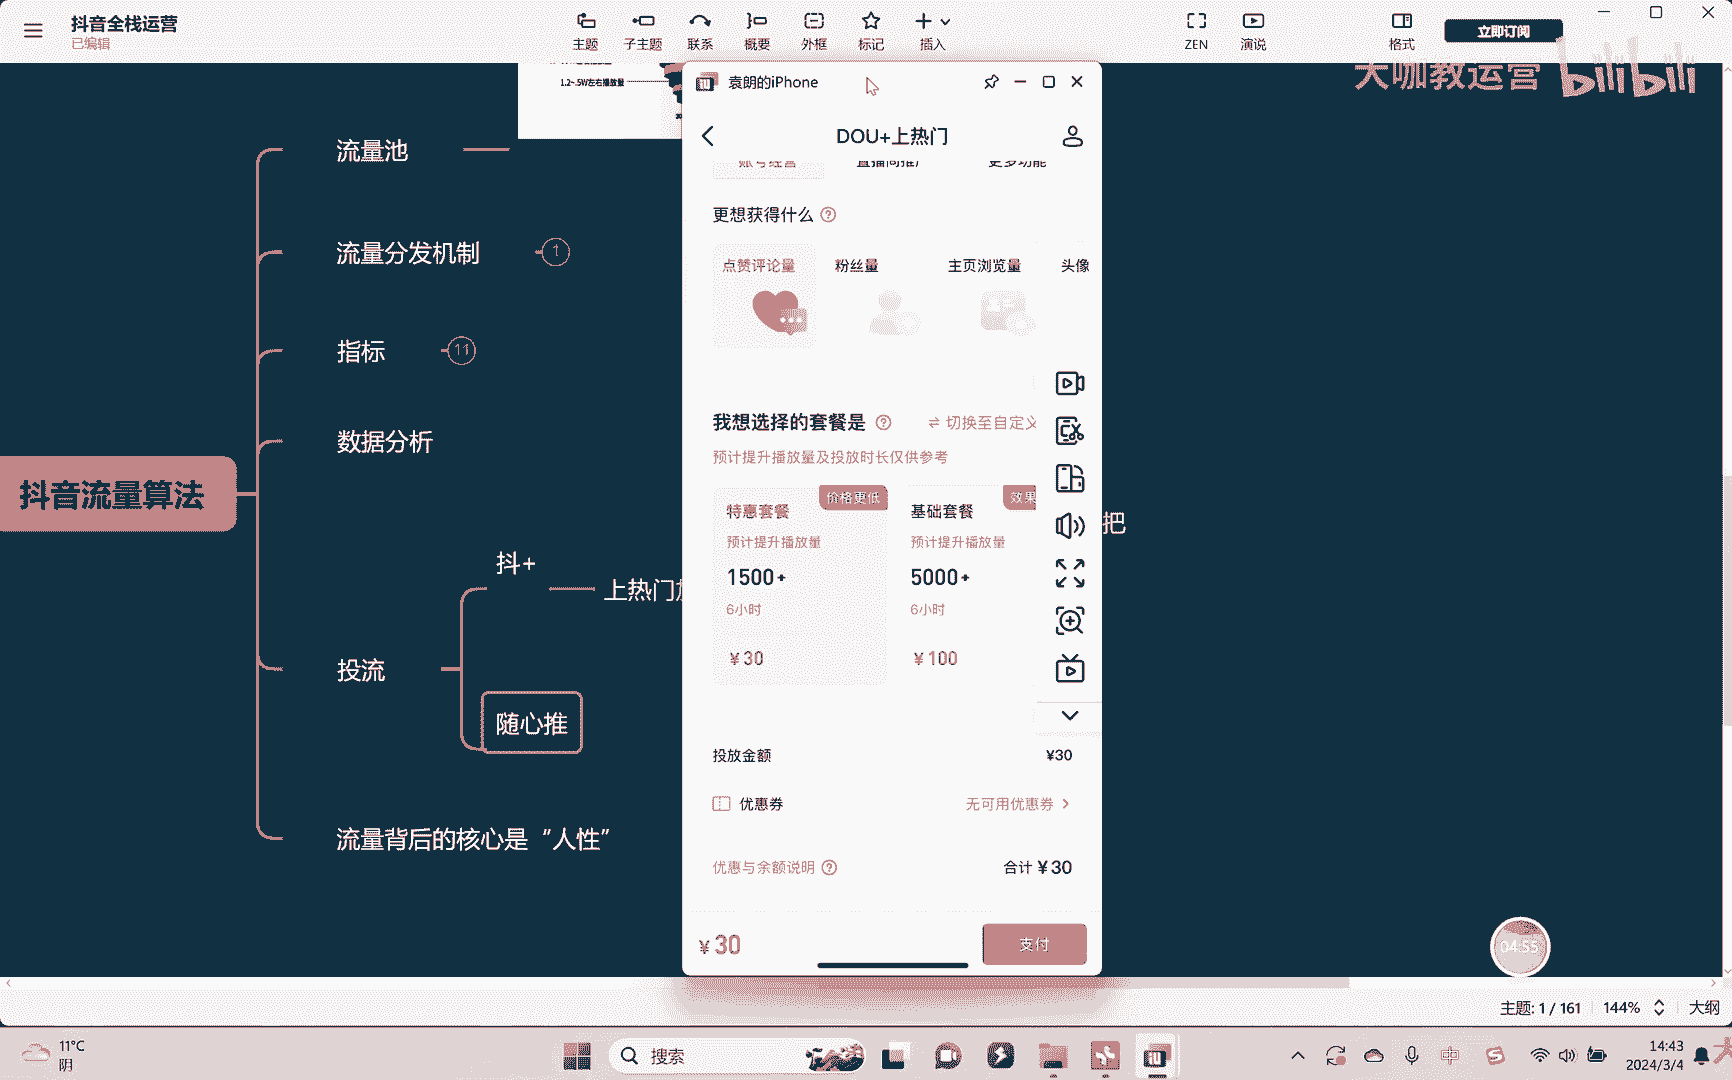 抖音全栈运营
已编辑
主题
子主题
联系
概要
外框
标记
插入
ZEN
演说
格式
立即订阅
大咖教运营 bilibili
1.2~.5W左右播放量
流量池
流量分发机制
1
指标
11
数据分析
抖音流量算法
抖+
上热门
投流
随心推
流量背后的核心是“人性”
把
袁朗的iPhone
DOU+上热门
账号经营
直播间推广
更多功能
更想获得什么
点赞评论量
粉丝量
主页浏览量
头像
我想选择的套餐是
切换至自定义
预计提升播放量及投放时长仅供参考
特惠套餐
价格更低
预计提升播放量
1500+
6小时
¥30
基础套餐
效果
预计提升播放量
5000+
6小时
¥100
投放金额
¥30
优惠券
无可用优惠券
优惠与余额说明
合计 ¥30
¥30
支付
04:55
主题: 1 / 161
144%
大纲
11°C
阴
搜索
中
14:43
2024/3/4